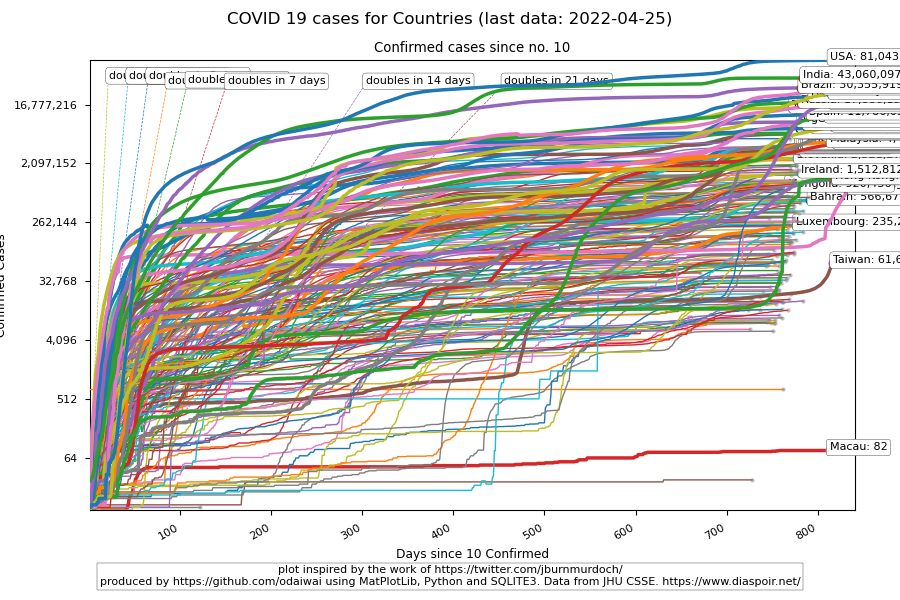 COVID 19 cases for Countries (last data: 2022-04-25)
Confirmed cases since no. 10
USA: 81,043
India: 43,060,097
doubles in 7 days
doubles in 14 days
doubles in 21 days
16,777,216
2,097,152
262,144
32,768
4,096
512
64
Ireland: 1,512,812
Bahrain: 566,67
Luxembourg: 235,2
Taiwan: 61,6
Macau: 82
Confirmed Cases
100
200
300
400
500
600
700
800
Days since 10 Confirmed
plot inspired by the work of https://twitter.com/jburnmurdoch/
produced by https://github.com/odaiwai using MatPlotLib, Python and SQLITE3. Data from JHU CSSE. https://www.diaspoir.net/